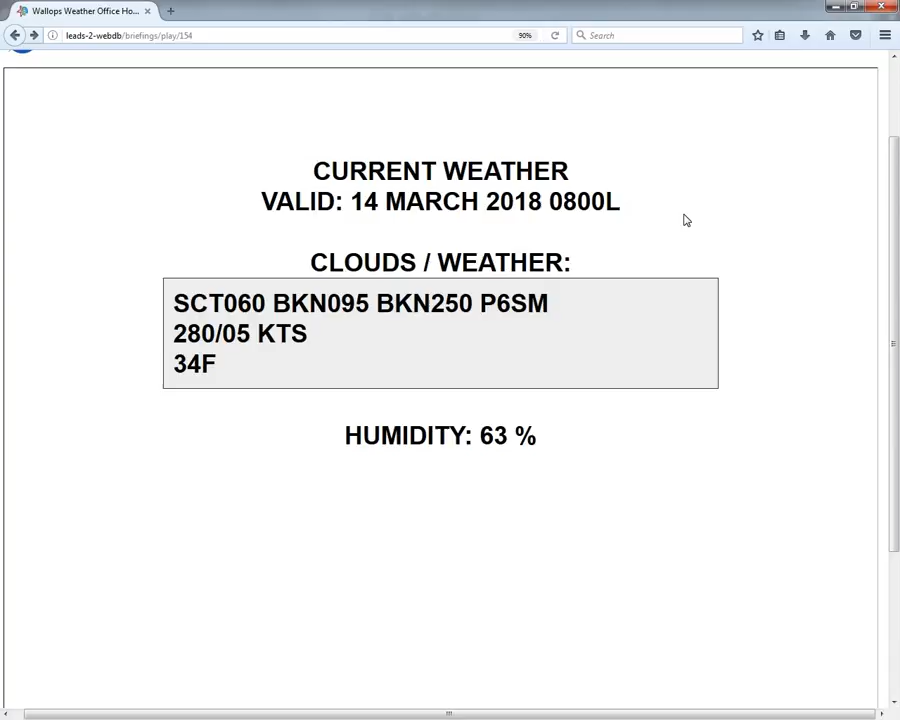 Wallops Weather Office Ho...
leads-2-webdb/briefings/play/154
90%
Search
CURRENT WEATHER
VALID: 14 MARCH 2018 0800L
CLOUDS / WEATHER:
SCT060 BKN095 BKN250 P6SM
280/05 KTS
34F
HUMIDITY: 63 %